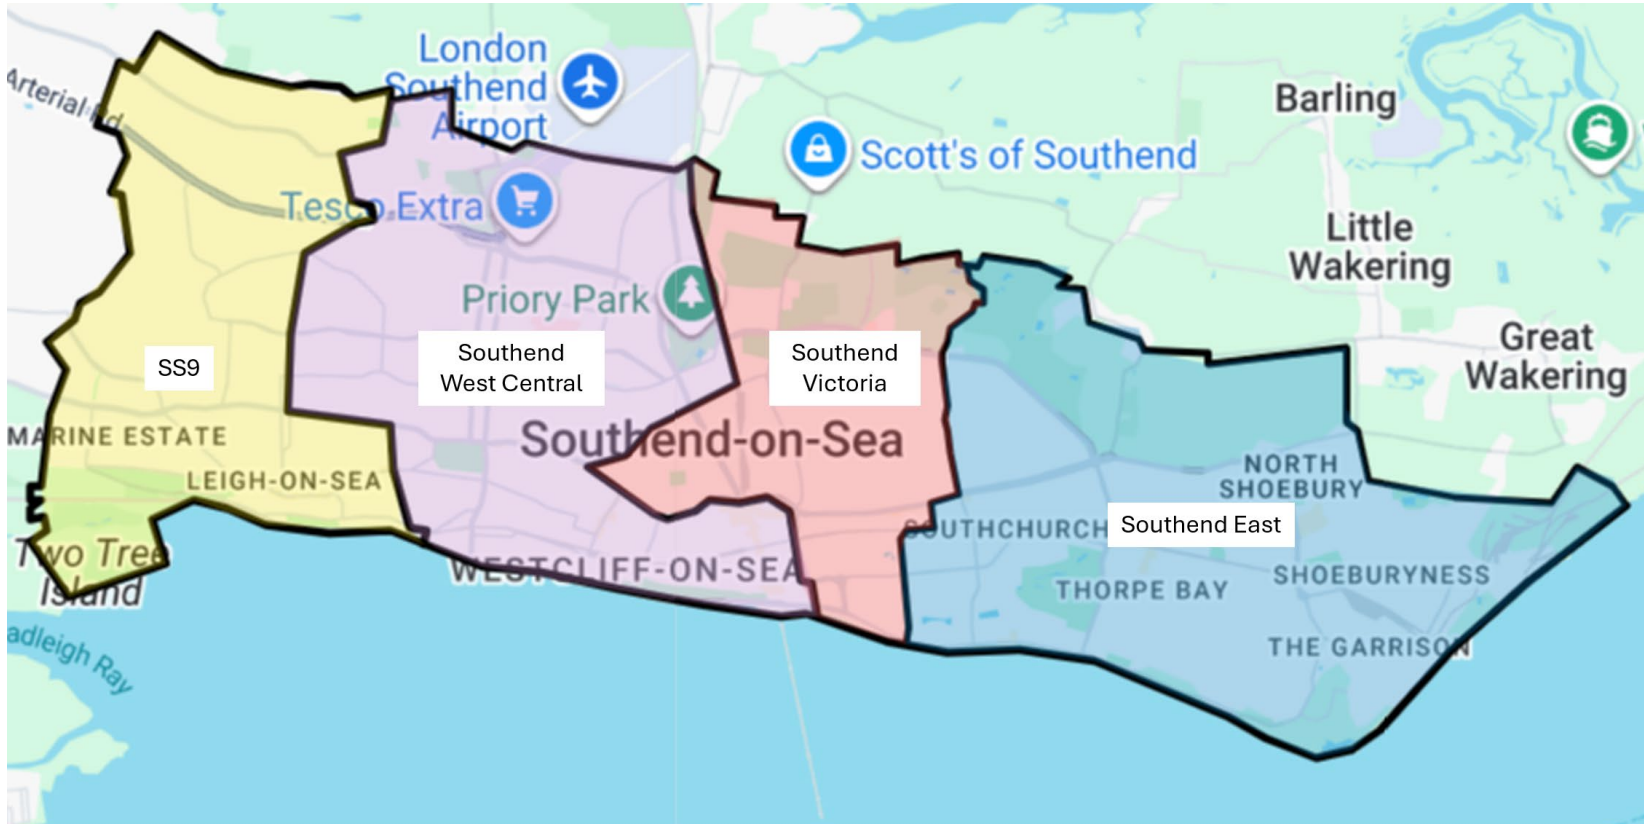 London
Southend
Airport
Arterial Rd
Barling
Scott's of Southend
Tesco Extra
Little
Wakering
Priory Park
Great
Wakering
SS9
Southend
West Central
Southend
Victoria
MARINE ESTATE
Southend-on-Sea
LEIGH-ON-SEA
NORTH
SHOEBURY
SOUTHCHURCH
Southend East
Two Tree
Island
WESTCLIFF-ON-SEA
THORPE BAY
SHOEBURYNESS
adleigh Ray
THE GARRISON